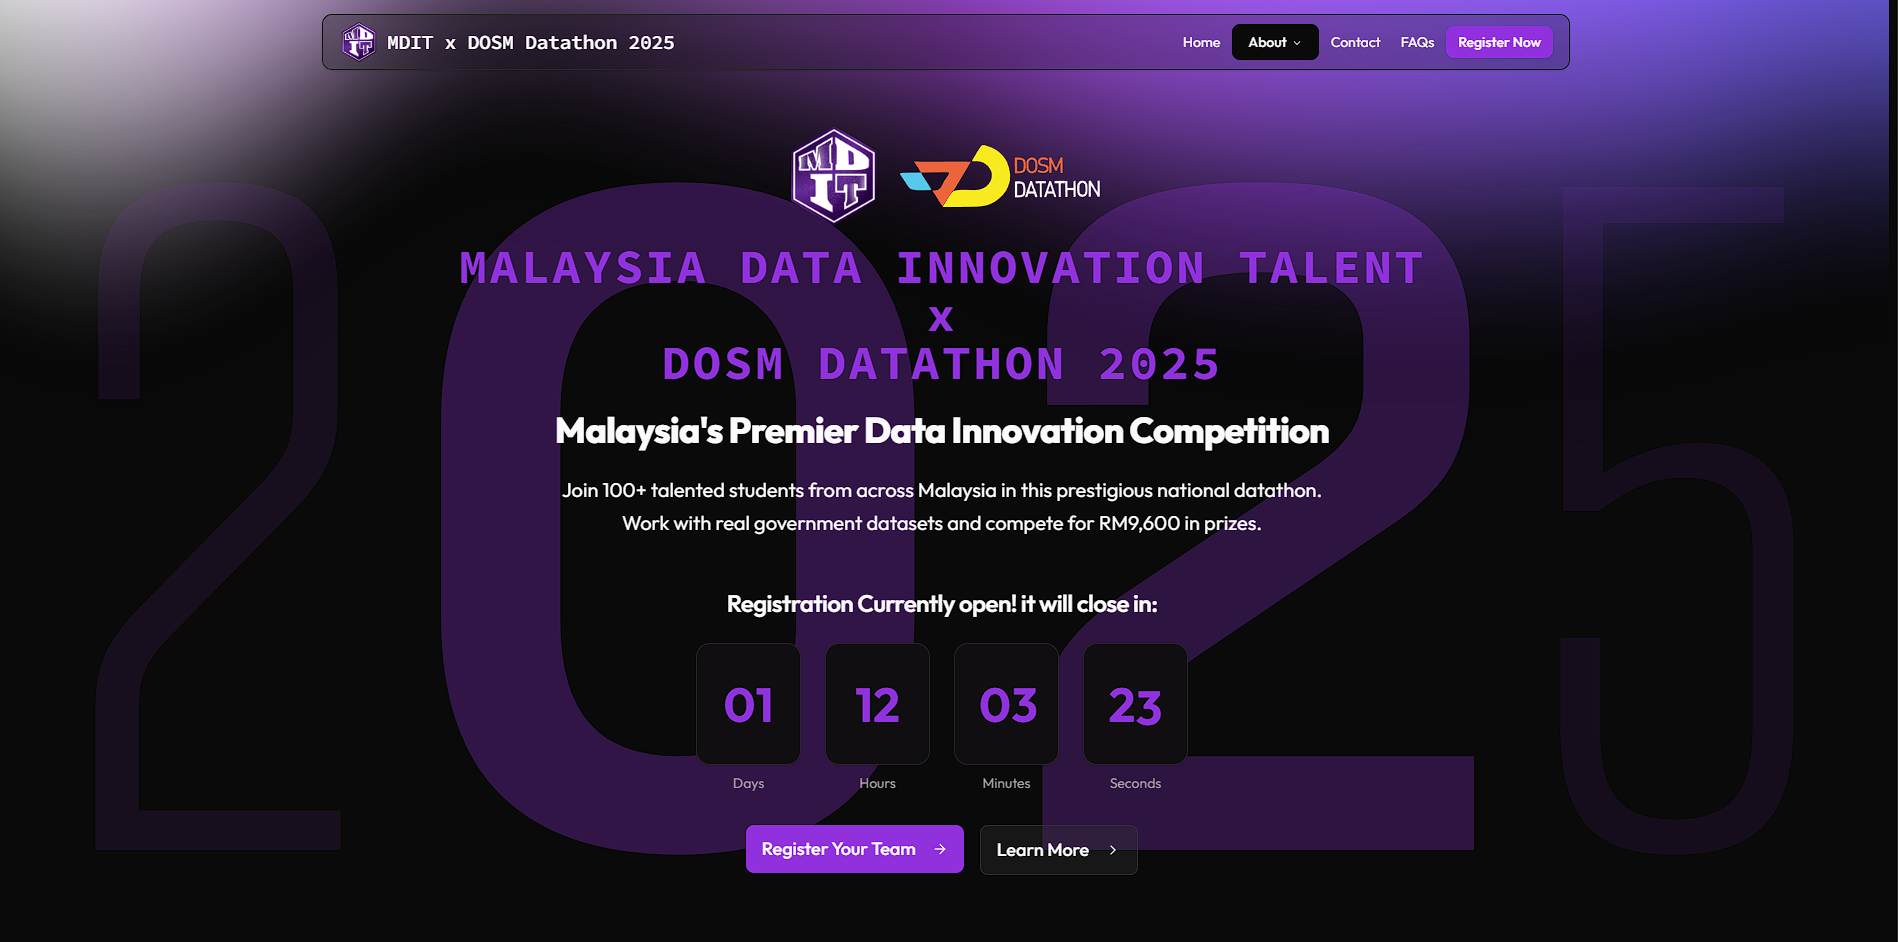 MDIT
MDIT x DOSM Datathon 2025
Home
About
Contact
FAQs
Register Now
MDIT
DOSM
DATATHON
2025
MALAYSIA DATA INNOVATION TALENT
x
DOSM DATATHON 2025
Malaysia's Premier Data Innovation Competition
Join 100+ talented students from across Malaysia in this prestigious national datathon.
Work with real government datasets and compete for RM9,600 in prizes.
Registration Currently open! it will close in:
01 12 03 23
Days Hours Minutes Seconds
Register Your Team
Learn More